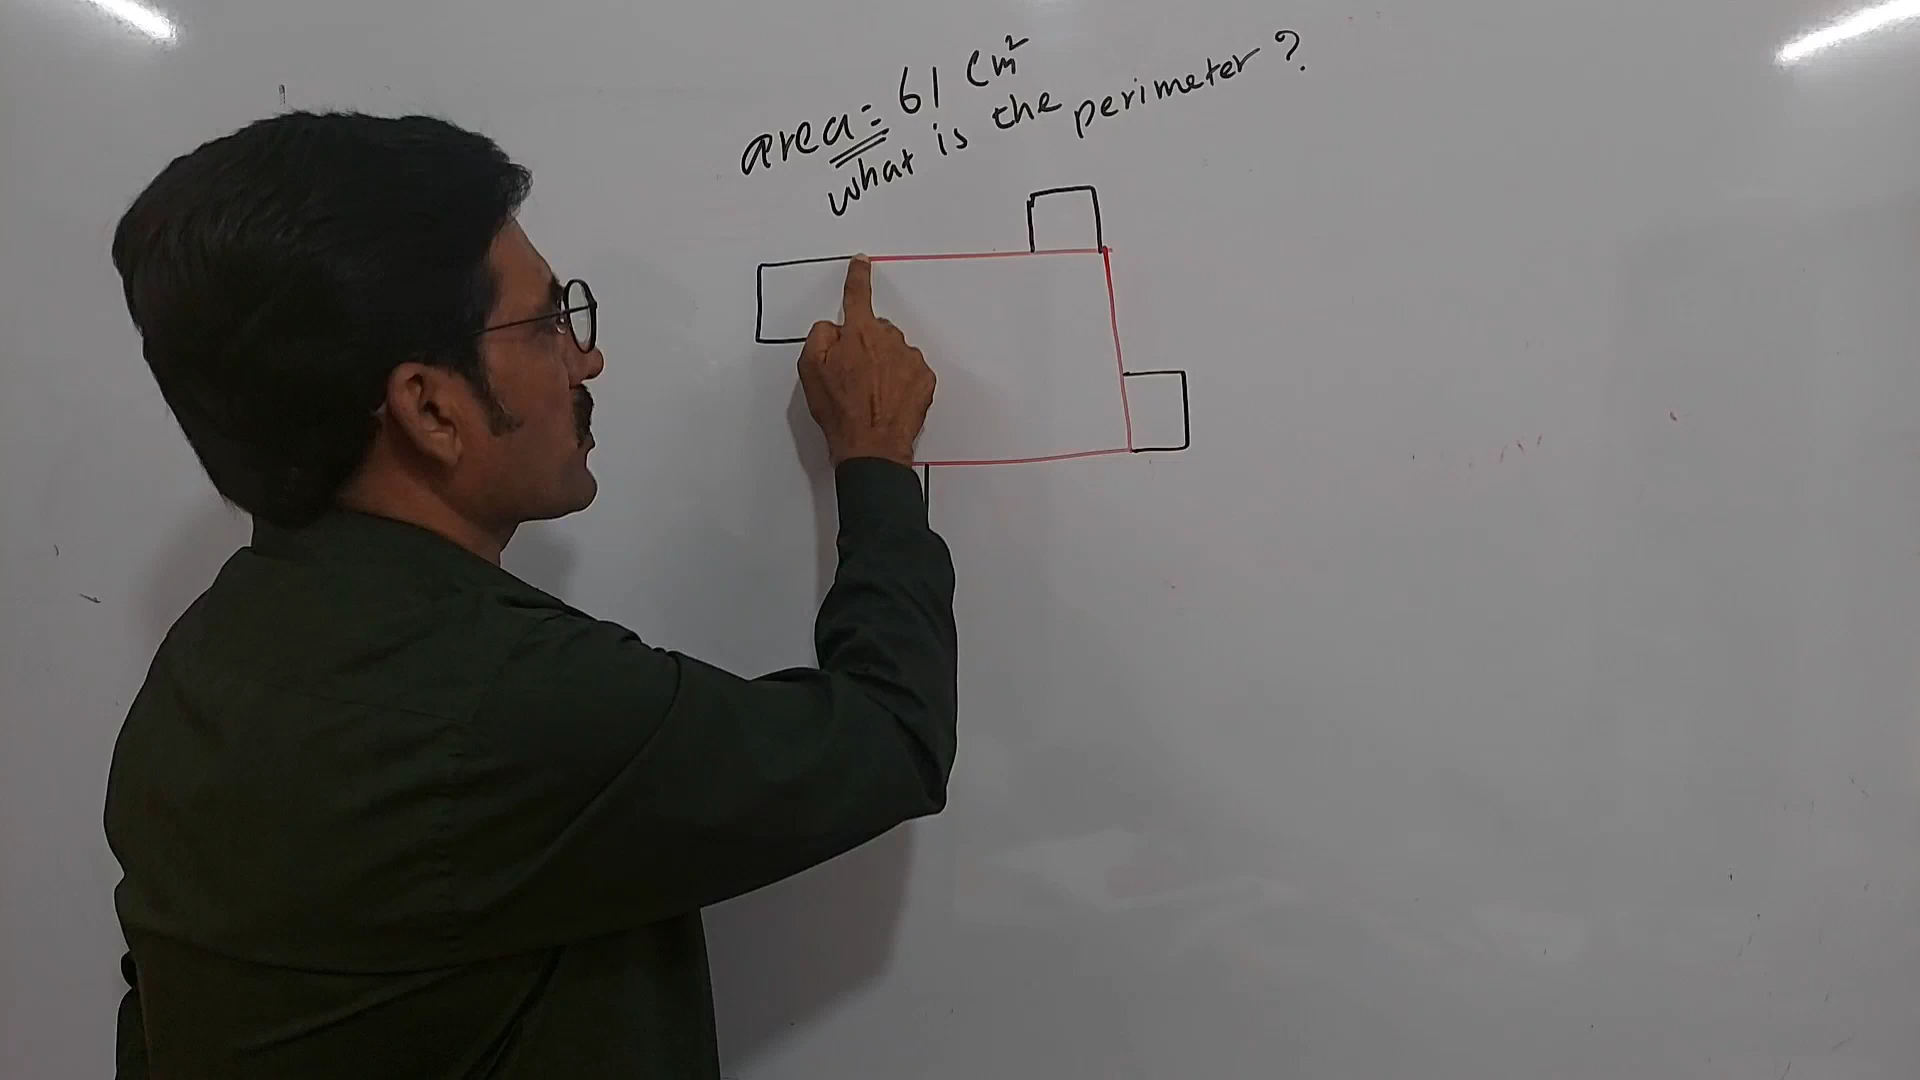 area = 61 cm²
what is the perimeter ?